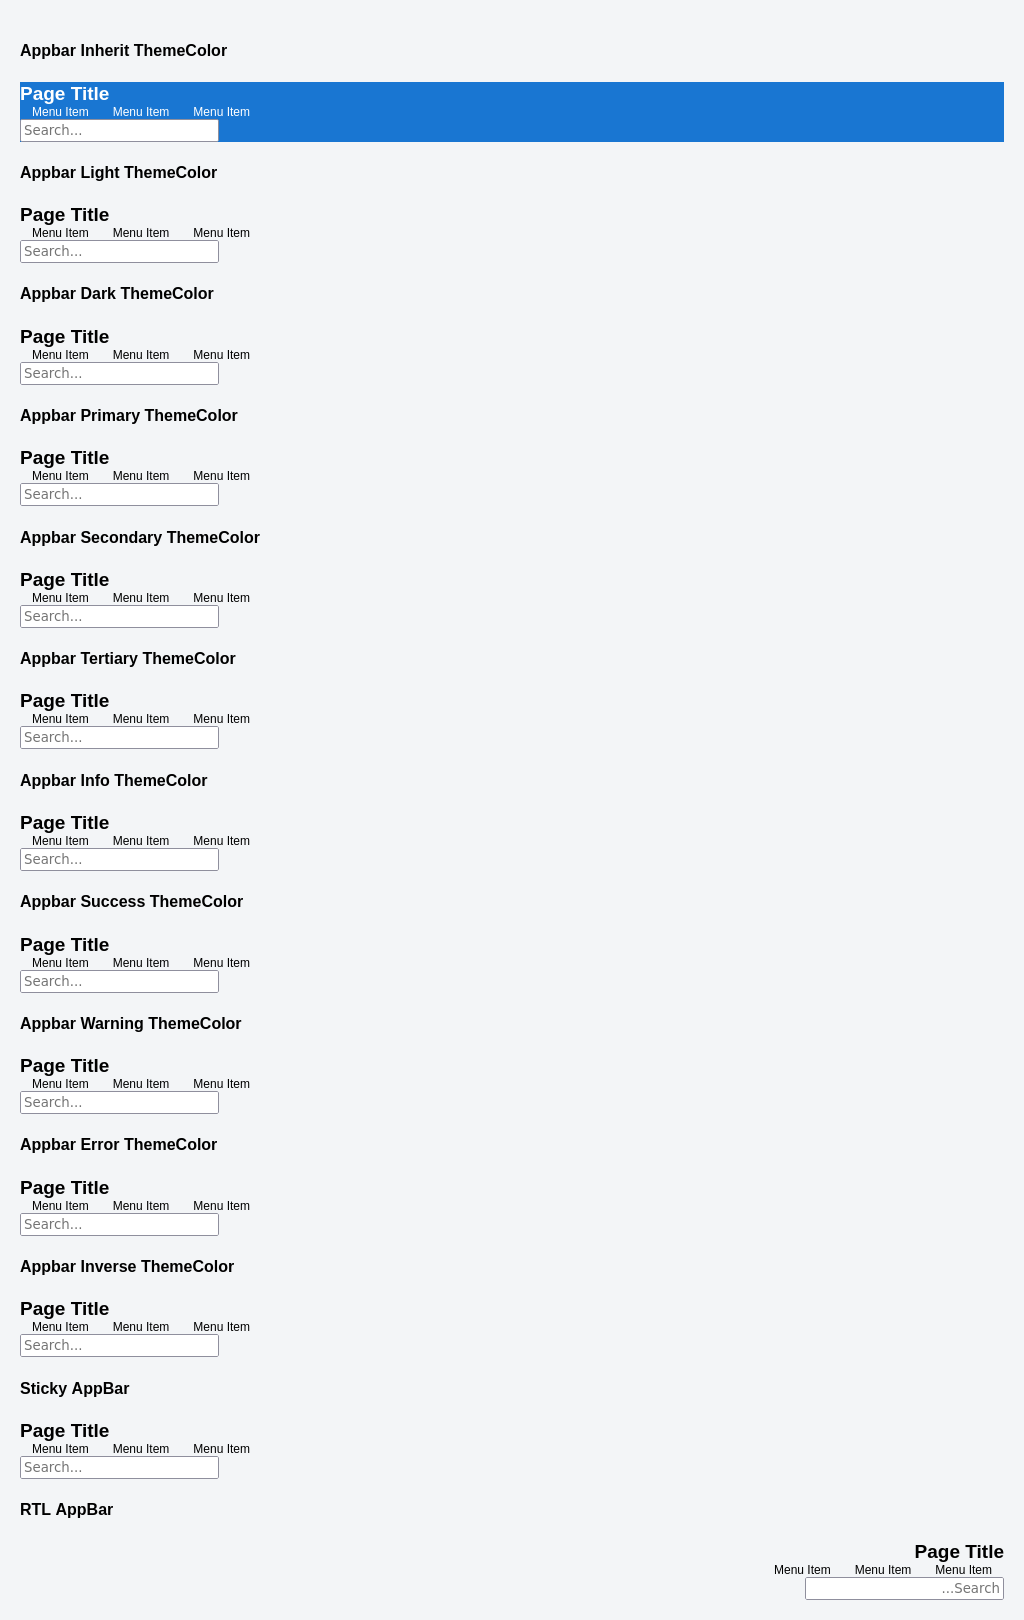 Appbar Inherit ThemeColor
Page Title
Menu Item Menu Item Menu Item
Search...
Appbar Light ThemeColor
Page Title
Menu Item Menu Item Menu Item
Search...
Appbar Dark ThemeColor
Page Title
Menu Item Menu Item Menu Item
Search...
Appbar Primary ThemeColor
Page Title
Menu Item Menu Item Menu Item
Search...
Appbar Secondary ThemeColor
Page Title
Menu Item Menu Item Menu Item
Search...
Appbar Tertiary ThemeColor
Page Title
Menu Item Menu Item Menu Item
Search...
Appbar Info ThemeColor
Page Title
Menu Item Menu Item Menu Item
Search...
Appbar Success ThemeColor
Page Title
Menu Item Menu Item Menu Item
Search...
Appbar Warning ThemeColor
Page Title
Menu Item Menu Item Menu Item
Search...
Appbar Error ThemeColor
Page Title
Menu Item Menu Item Menu Item
Search...
Appbar Inverse ThemeColor
Page Title
Menu Item Menu Item Menu Item
Search...
Sticky AppBar
Page Title
Menu Item Menu Item Menu Item
Search...
RTL AppBar
Page Title
Menu Item Menu Item Menu Item
...Search